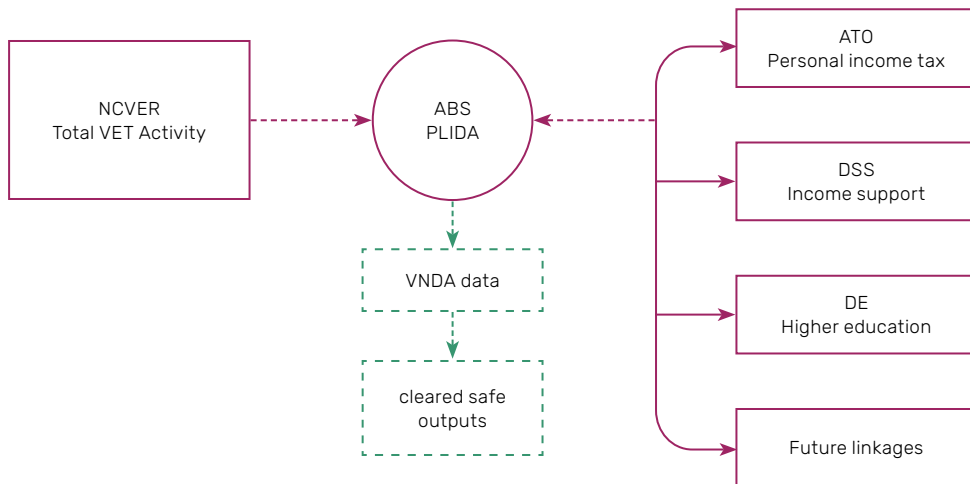 NCVER
Total VET Activity
ABS
PLIDA
VNDA data
cleared safe
outputs
ATO
Personal income tax
DSS
Income support
DE
Higher education
Future linkages